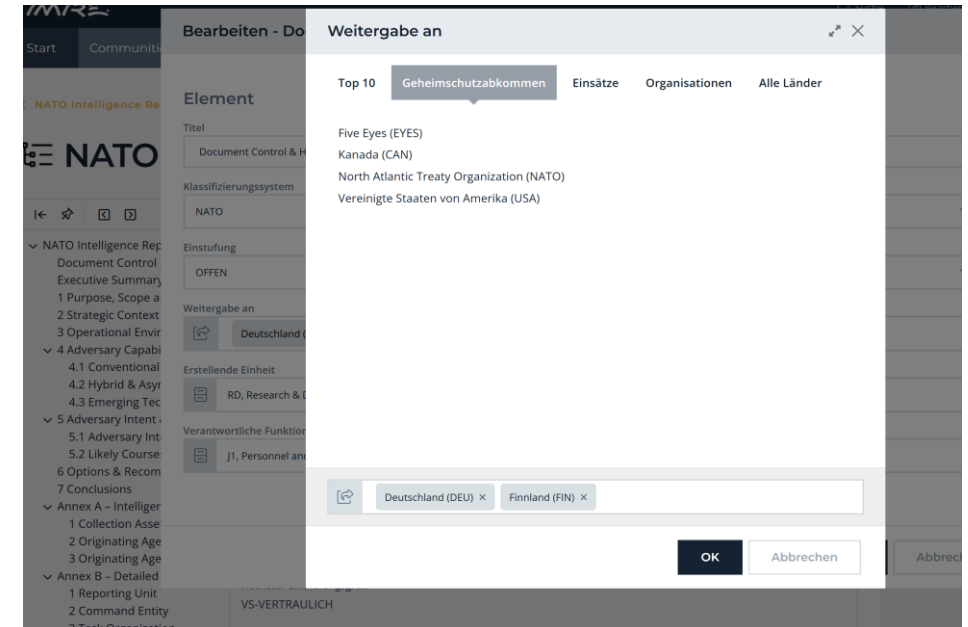 Start
Communiti
NATO Intelligence Re
NATO
NATO Intelligence Rep
Document Control
Executive Summary
1 Purpose, Scope a
2 Strategic Context
3 Operational Envir
4 Adversary Capabi
4.1 Conventional
4.2 Hybrid & Asyr
4.3 Emerging Tec
5 Adversary Intent
5.1 Adversary Int
5.2 Likely Course
6 Options & Recom
7 Conclusions
Annex A – Intelliger
1 Collection Asse
2 Originating Age
3 Originating Age
Annex B – Detailed
1 Reporting Unit
2 Command Entity
Bearbeiten - Do
Element
Titel
Document Control & H
Klassifizierungssystem
NATO
Einstufung
OFFEN
Weitergabe an
Deutschland (
Erstellende Einheit
RD, Research & D
Verantwortliche Funktion
J1, Personnel and
Weitergabe an
Top 10 Geheimschutzabkommen Einsätze Organisationen Alle Länder
Five Eyes (EYES)
Kanada (CAN)
North Atlantic Treaty Organization (NATO)
Vereinigte Staaten von Amerika (USA)
Deutschland (DEU) × Finnland (FIN) ×
OK Abbrechen
Abbrech
VS-VERTRAULICH